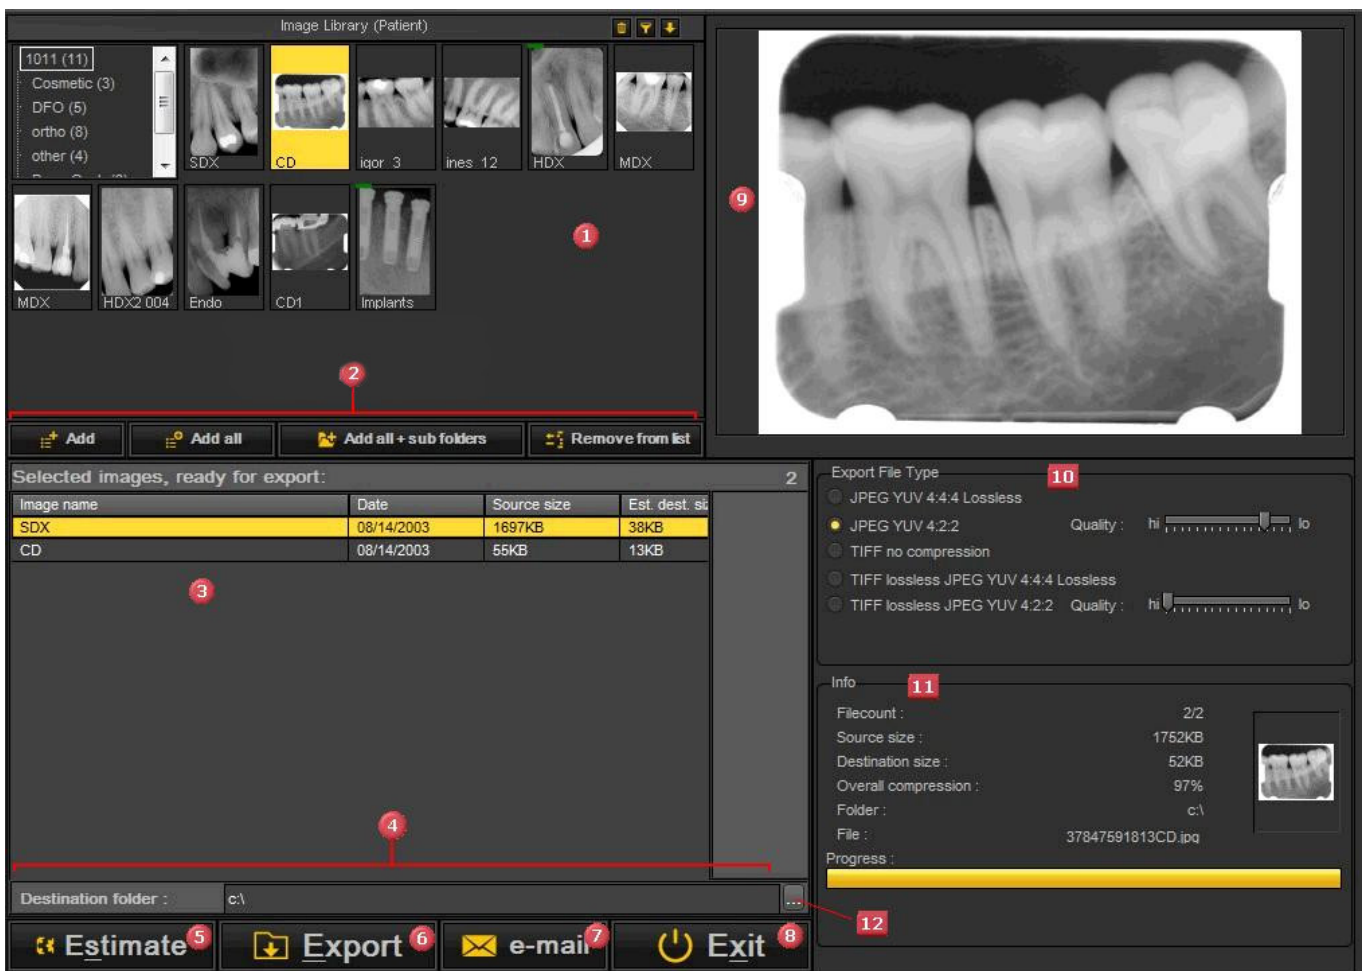 Image Library (Patient)
1011 (11)
Cosmetic (3)
DFO (5)
ortho (8)
other (4)
SDX
CD
igor_3
ines_12
HDX
MDX
MDX
HDX2 004
Endo
CD1
Implants
1
2
9
Add
Add all
Add all + sub folders
Remove from list
Selected images, ready for export: 2
Image name Date Source size Est. dest. si
SDX 08/14/2003 1697KB 38KB
CD 08/14/2003 55KB 13KB
3
4
Destination folder : c:\ ...
Estimate 5
Export 6
e-mail 7
Exit 8
Export File Type 10
JPEG YUV 4:4:4 Lossless
JPEG YUV 4:2:2 Quality : hi lo
TIFF no compression
TIFF lossless JPEG YUV 4:4:4 Lossless
TIFF lossless JPEG YUV 4:2:2 Quality : hi lo
Info 11
Filecount : 2/2
Source size : 1752KB
Destination size : 52KB
Overall compression : 97%
Folder : c:\
File : 37847591813CD.jpg
Progress :
12